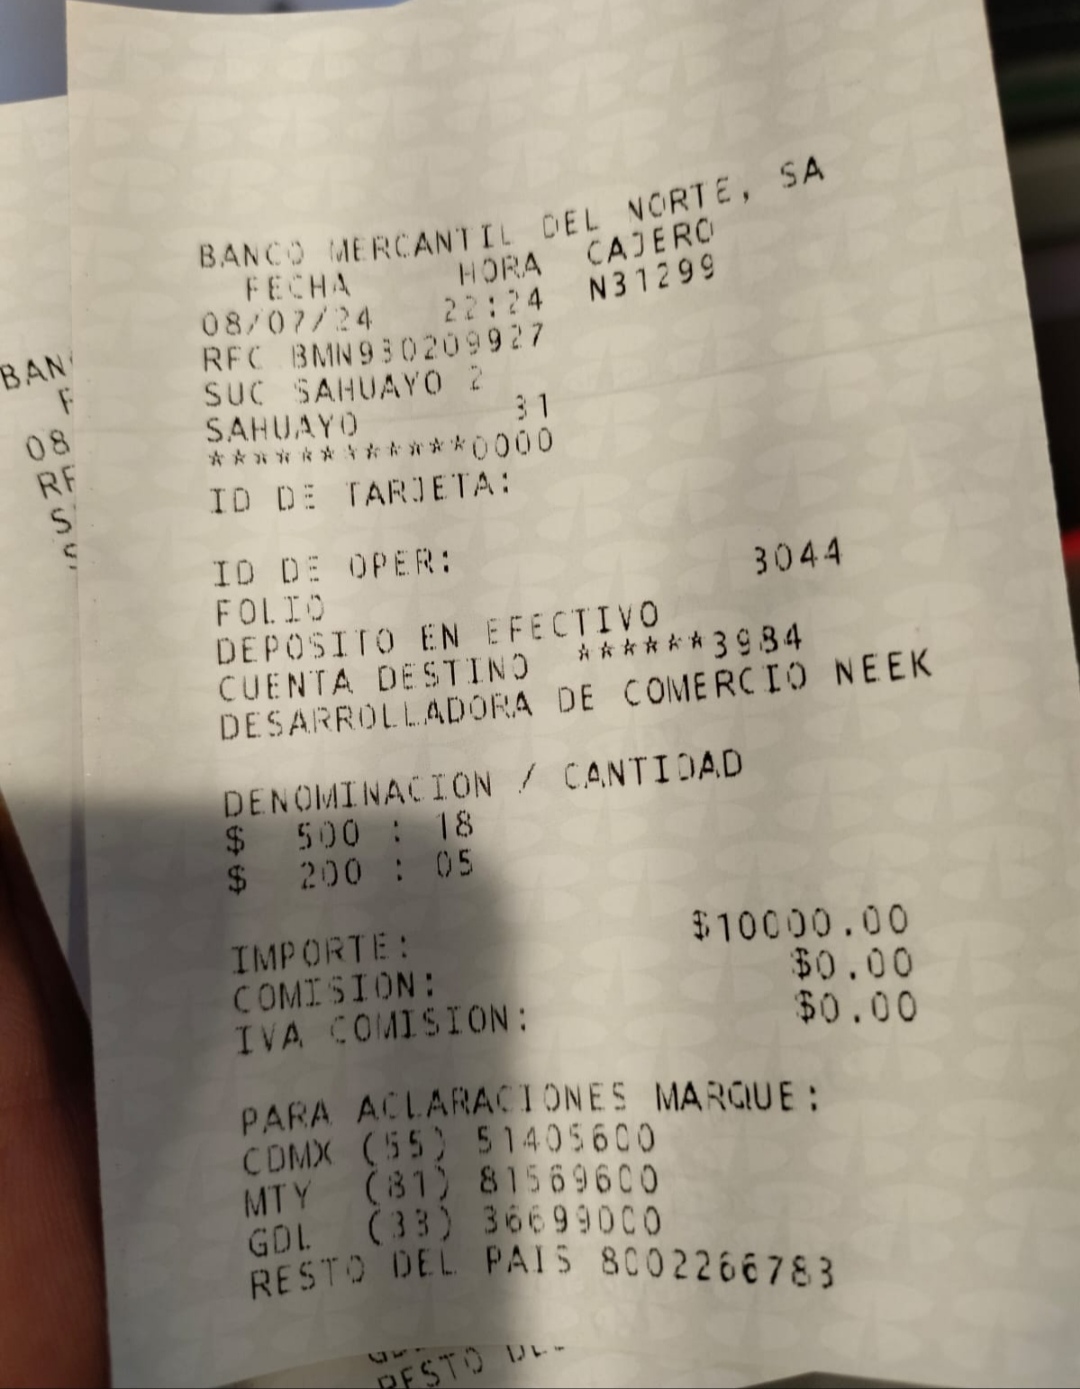 BANCO MERCANTIL DEL NORTE, SA
FECHA HORA CAJERO
08/07/24 22:24 N31299
RFC BMN930209927
SUC SAHUAYO 2
SAHUAYO 31
************0000
ID DE TARJETA:
ID DE OPER: 3044
FOLIO
DEPOSITO EN EFECTIVO
CUENTA DESTINO ******3984
DESARROLLADORA DE COMERCIO NEEK
DENOMINACION / CANTIDAD
$ 500 : 18
$ 200 : 05
IMPORTE: $10000.00
COMISION: $0.00
IVA COMISION: $0.00
PARA ACLARACIONES MARQUE:
CDMX (55) 51405600
MTY (81) 81569600
GDL (33) 36699000
RESTO DEL PAIS 8002266783
BAN
F
08
RF
S
RESTO DEL